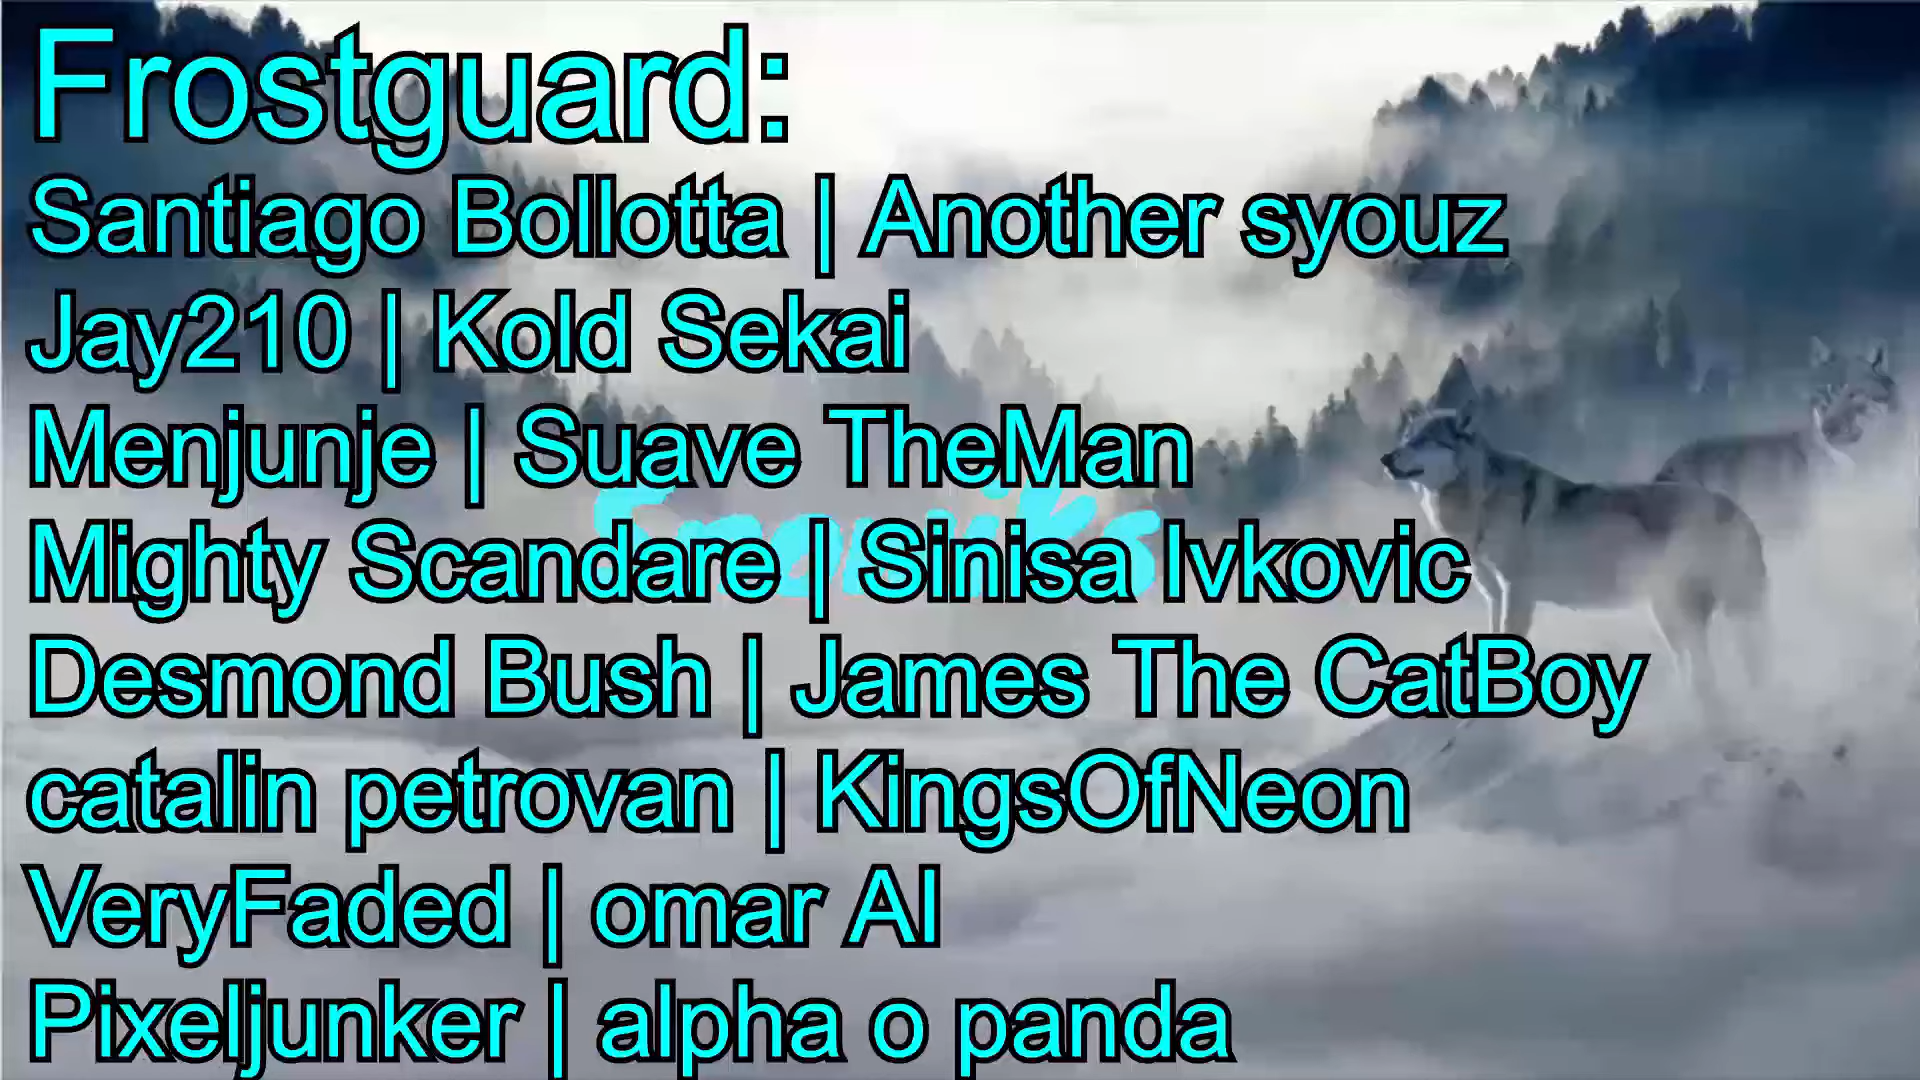 Frostguard:
Santiago Bollotta | Another syouz
Jay210 | Kold Sekai
Menjunje | Suave TheMan
Mighty Scandare | Sinisa Ivkovic
Desmond Bush | James The CatBoy
catalin petrovan | KingsOfNeon
VeryFaded | omar Al
Pixeljunker | alpha o panda